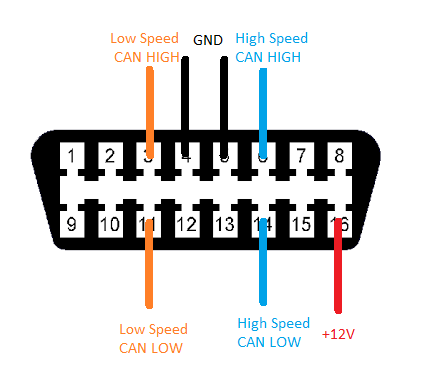 Low Speed
CAN HIGH
GND
High Speed
CAN HIGH
1 2 3 4 5 6 7 8
9 10 11 12 13 14 15 16
Low Speed
CAN LOW
High Speed
CAN LOW
+12V